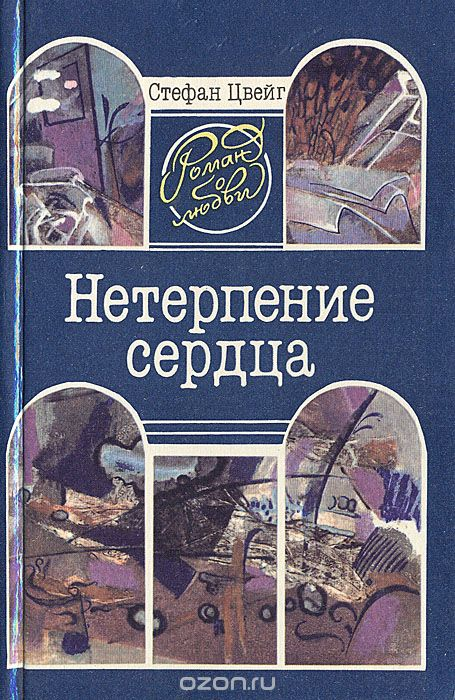 Стефан Цвейг
Роман
о
любви
Нетерпение
сердца
ozon.ru